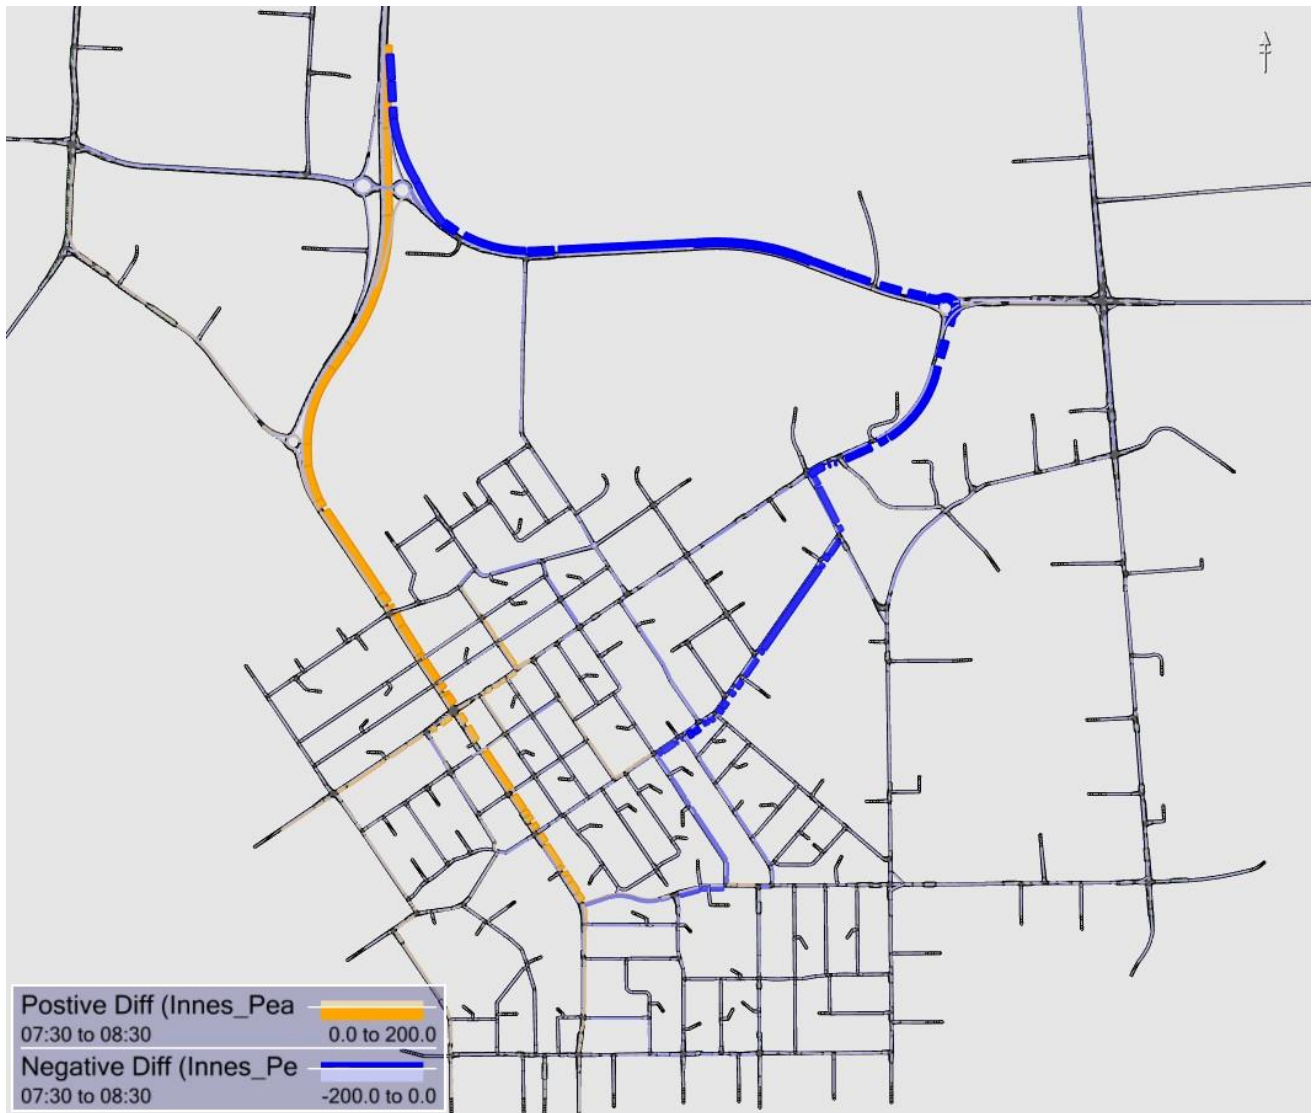 Postive Diff (Innes_Pea
07:30 to 08:30 0.0 to 200.0
Negative Diff (Innes_Pe
07:30 to 08:30 -200.0 to 0.0